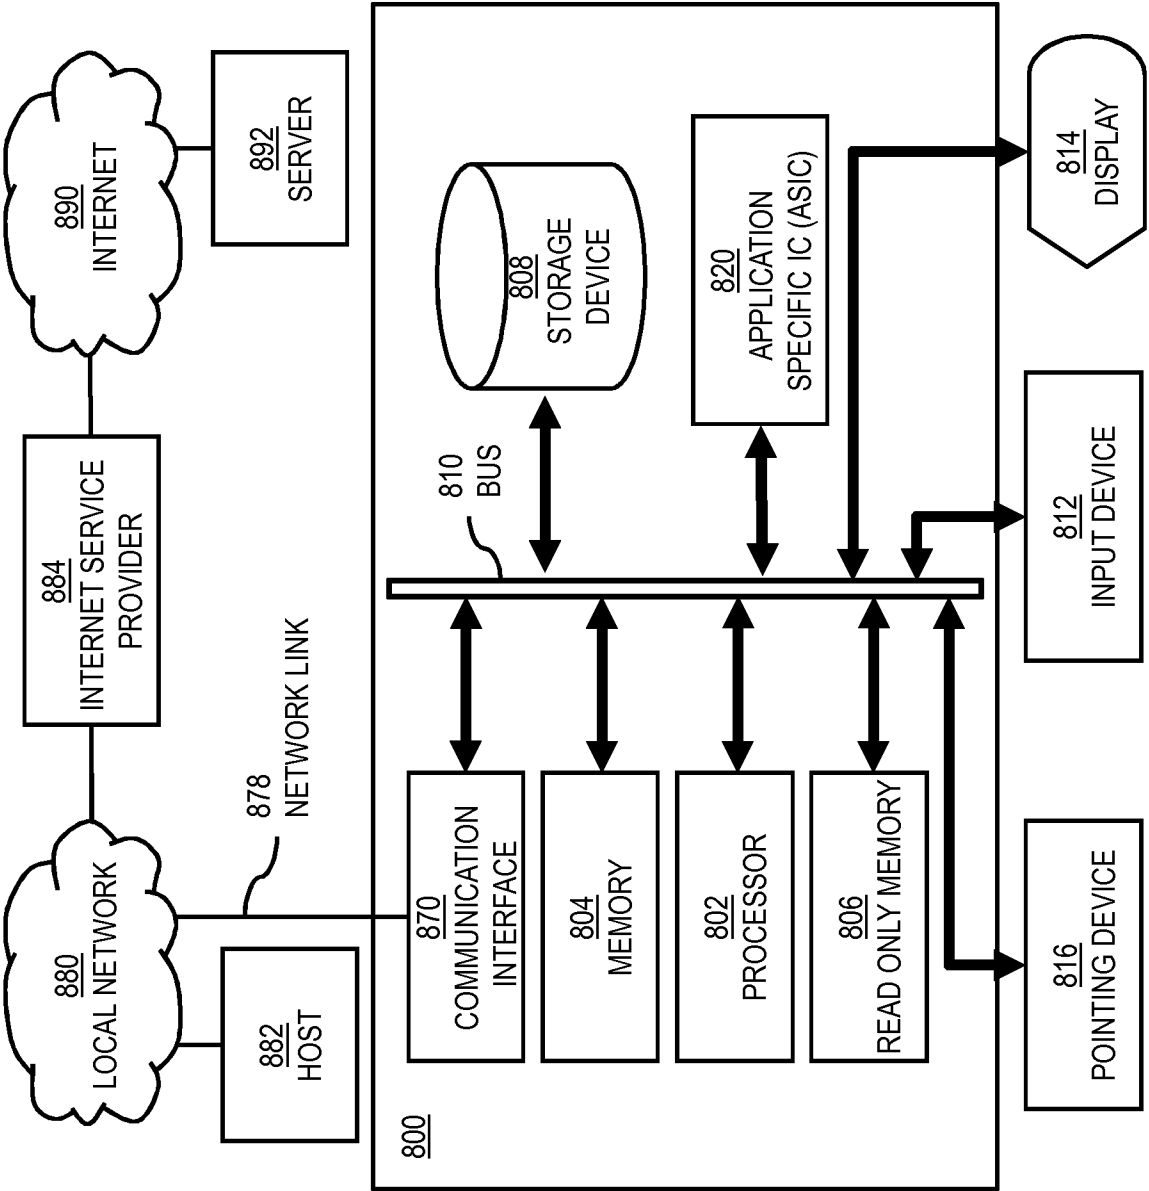 800
816
POINTING DEVICE
812
INPUT DEVICE
814
DISPLAY
806
READ ONLY MEMORY
802
PROCESSOR
804
MEMORY
870
COMMUNICATION
INTERFACE
810
BUS
820
APPLICATION
SPECIFIC IC (ASIC)
808
STORAGE
DEVICE
878
NETWORK LINK
882
HOST
880
LOCAL NETWORK
884
INTERNET SERVICE
PROVIDER
890
INTERNET
892
SERVER